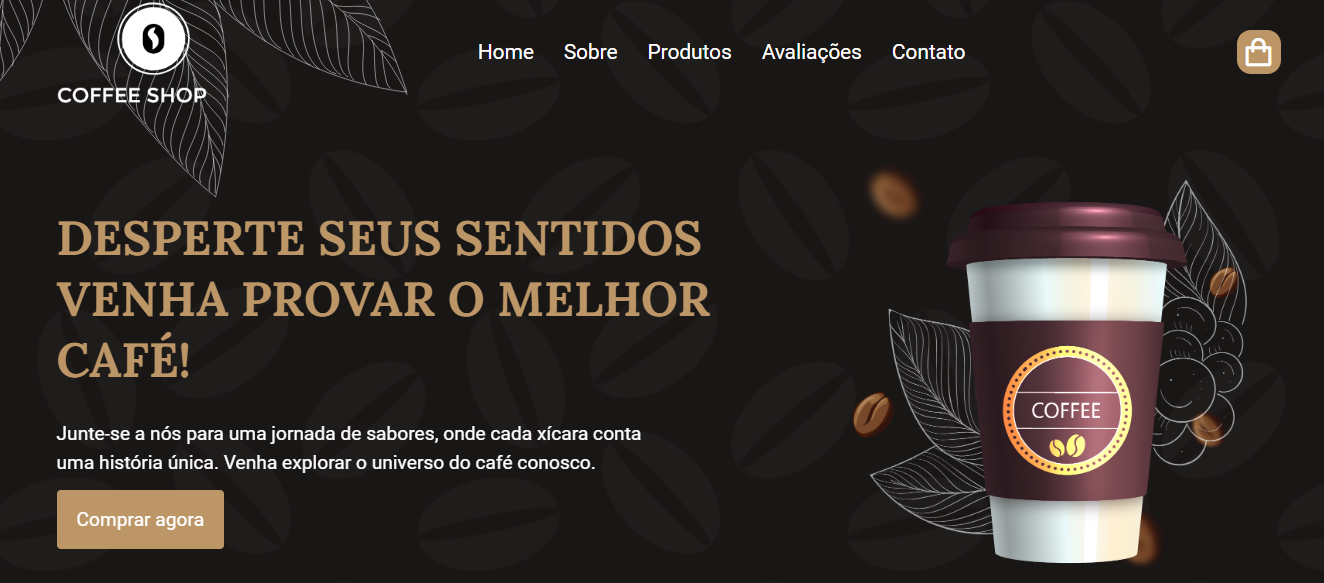 COFFEE SHOP
Home Sobre Produtos Avaliações Contato
DESPERTE SEUS SENTIDOS
VENHA PROVAR O MELHOR
CAFÉ!
Junte-se a nós para uma jornada de sabores, onde cada xícara conta
uma história única. Venha explorar o universo do café conosco.
Comprar agora
COFFEE